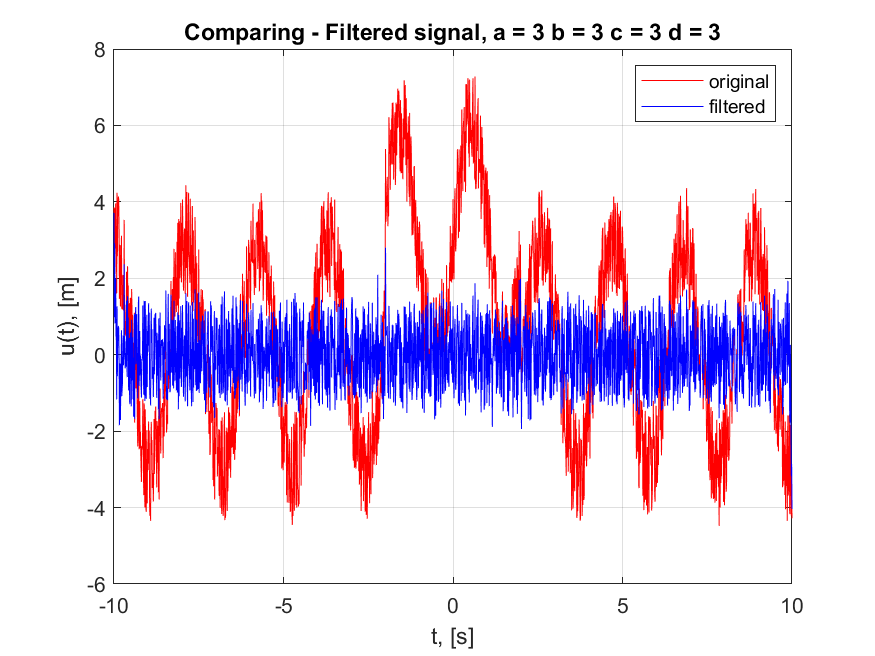 Comparing - Filtered signal, a = 3 b = 3 c = 3 d = 3
original
filtered
u(t), [m]
8
6
4
2
0
-2
-4
-6
-10
-5
0
5
10
t, [s]